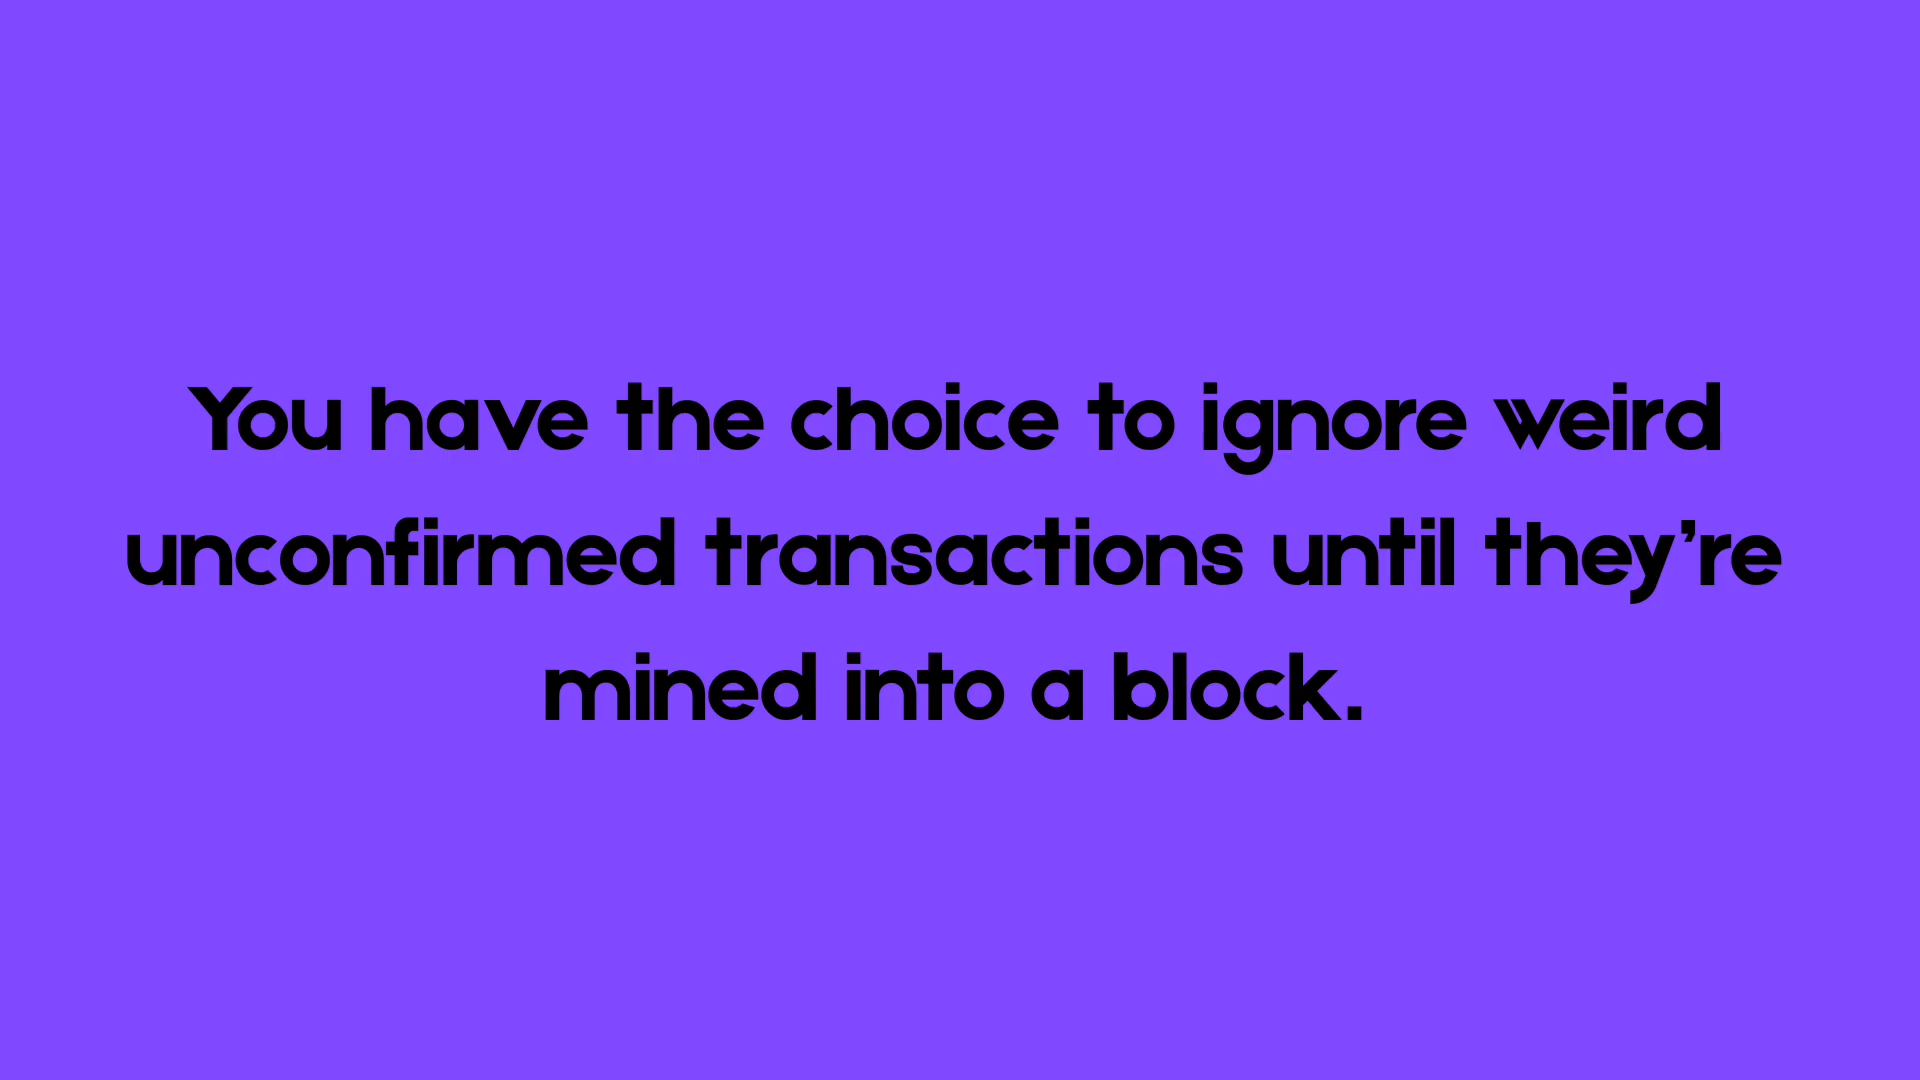 You have the choice to ignore weird
unconfirmed transactions until they’re
mined into a block.